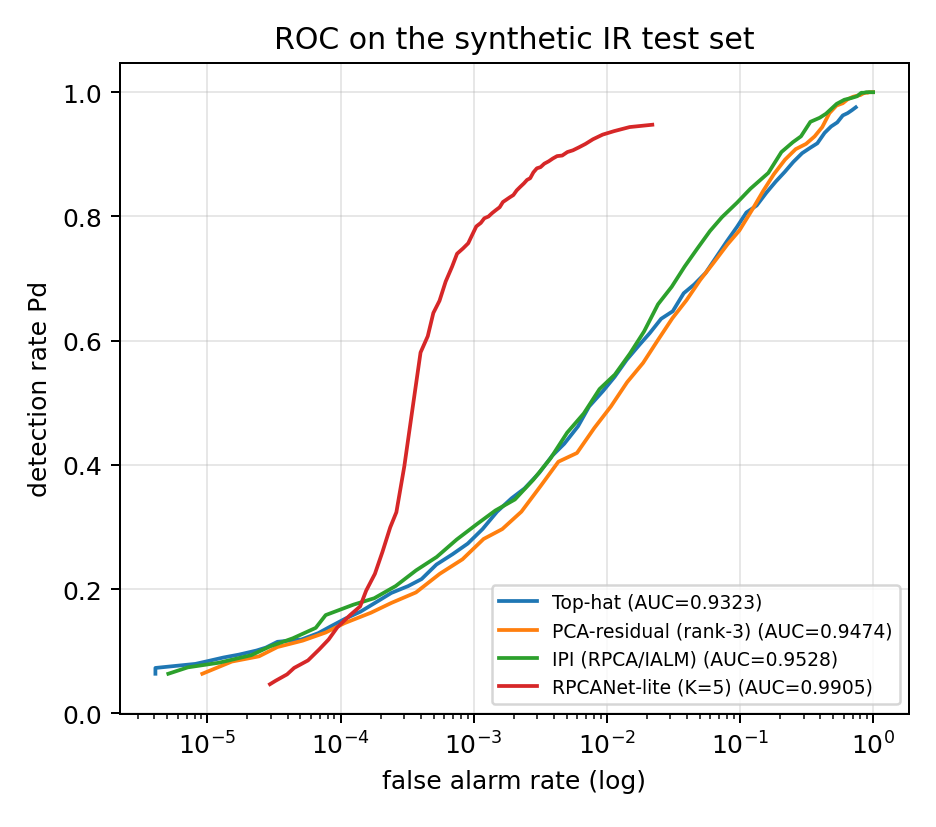 ROC on the synthetic IR test set
detection rate Pd
1.0
0.8
0.6
0.4
0.2
0.0
Top-hat (AUC=0.9323)
PCA-residual (rank-3) (AUC=0.9474)
IPI (RPCA/IALM) (AUC=0.9528)
RPCANet-lite (K=5) (AUC=0.9905)
10⁻⁵ 10⁻⁴ 10⁻³ 10⁻² 10⁻¹ 10⁰
false alarm rate (log)